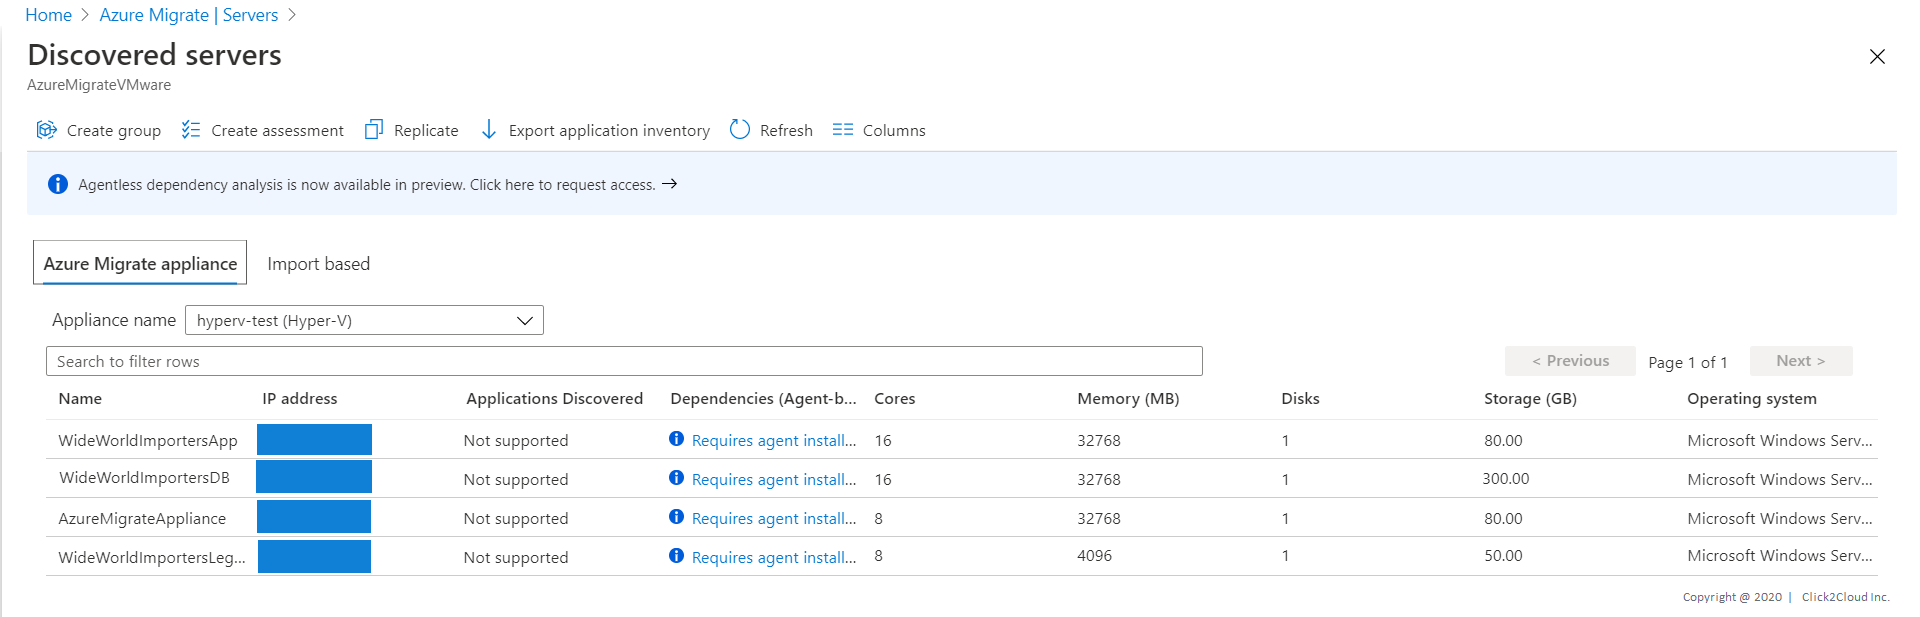 Home > Azure Migrate | Servers >
Discovered servers
AzureMigrateVMware
Create group Create assessment Replicate Export application inventory Refresh Columns
Agentless dependency analysis is now available in preview. Click here to request access. →
Azure Migrate appliance Import based
Appliance name hyperv-test (Hyper-V)
Search to filter rows < Previous Page 1 of 1 Next >
Name IP address Applications Discovered Dependencies (Agent-b... Cores Memory (MB) Disks Storage (GB) Operating system
WideWorldImportersApp Not supported Requires agent install... 16 32768 1 80.00 Microsoft Windows Serv...
WideWorldImportersDB Not supported Requires agent install... 16 32768 1 300.00 Microsoft Windows Serv...
AzureMigrateAppliance Not supported Requires agent install... 8 32768 1 80.00 Microsoft Windows Serv...
WideWorldImportersLeg... Not supported Requires agent install... 8 4096 1 50.00 Microsoft Windows Serv...
Copyright @ 2020 | Click2Cloud Inc.